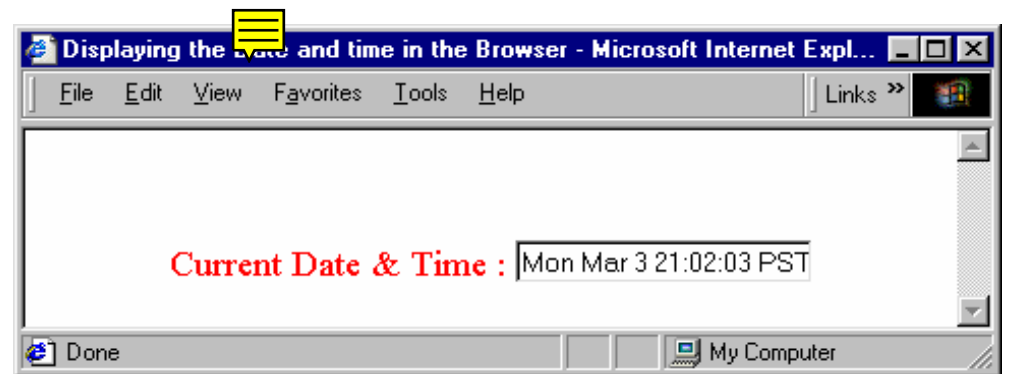 Displaying the Date and time in the Browser - Microsoft Internet Expl...
File Edit View Favorites Tools Help Links »
Current Date & Time : Mon Mar 3 21:02:03 PST
Done My Computer